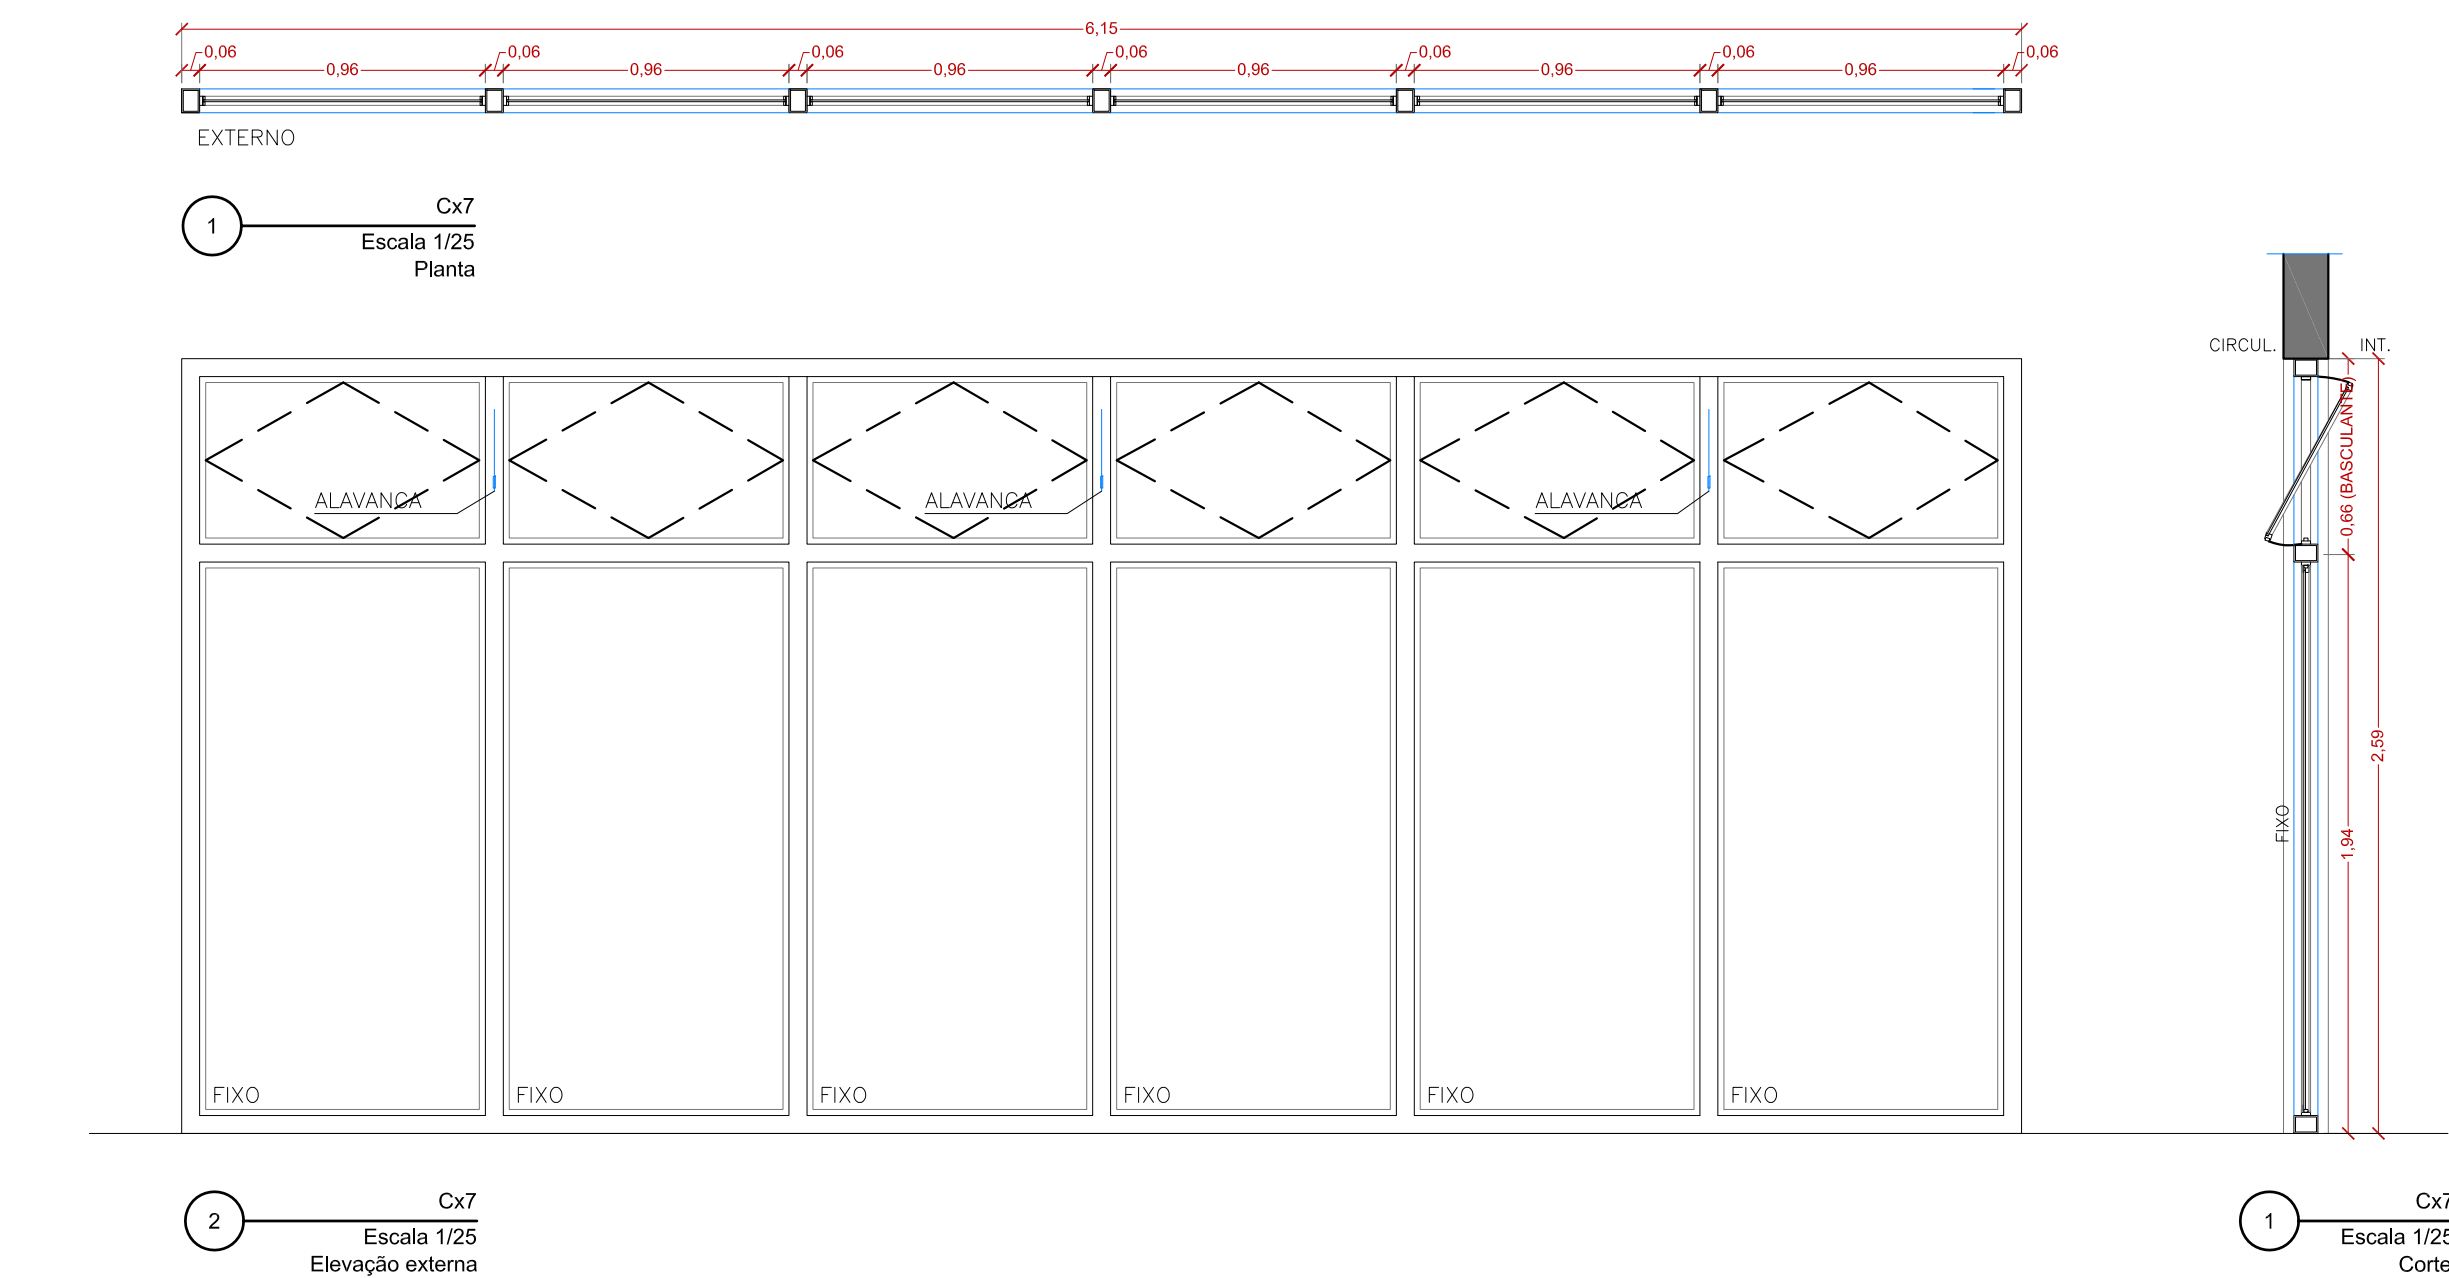 6,15
0,06 0,06 0,06 0,06 0,06 0,06 0,06
0,96 0,96 0,96 0,96 0,96 0,96
EXTERNO
1
Cx7
Escala 1/25
Planta
CIRCUL. INT.
ALAVANCA ALAVANCA ALAVANCA
0,66 (BASCULANTE)
2,59
1,94
FIXO
FIXO FIXO FIXO FIXO FIXO FIXO
2
Cx7
Escala 1/25
Elevação externa
1
Cx7
Escala 1/25
Corte